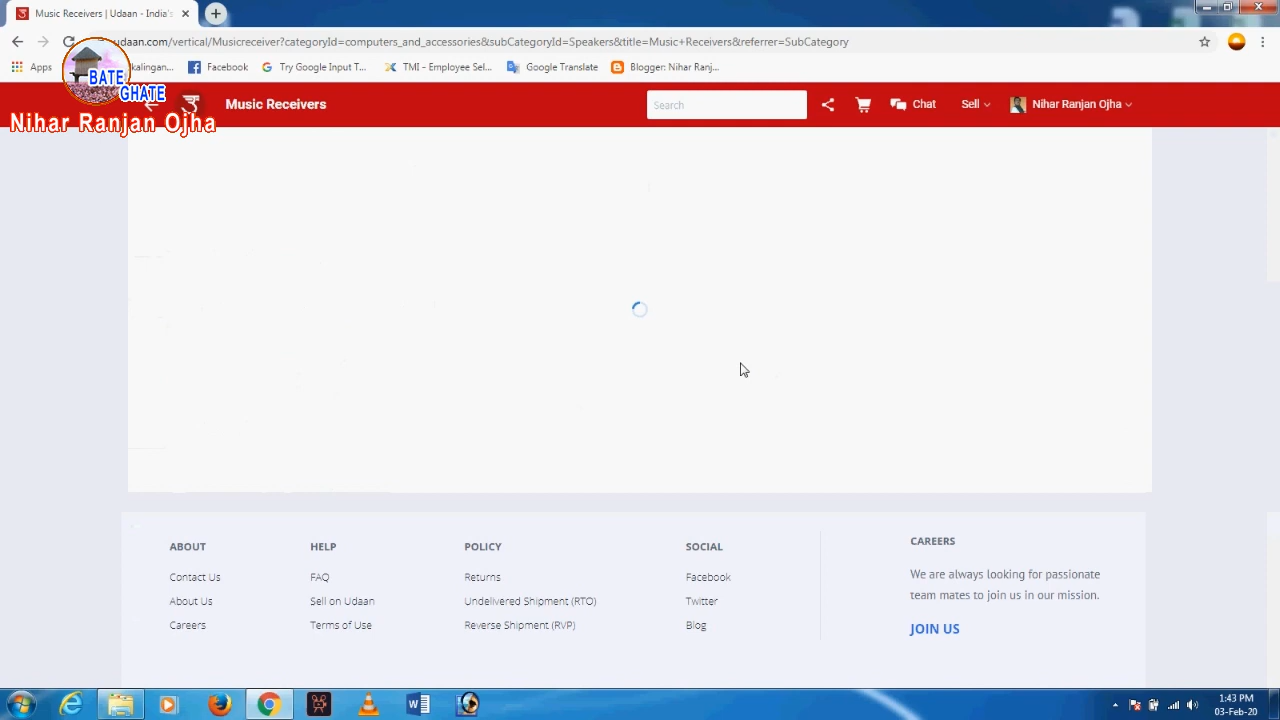 Music Receivers | Udaan - India's
udaan.com/vertical/Musicreceiver?categoryId=computers_and_accessories&subCategoryId=Speakers&title=Music+Receivers&referrer=SubCategory
Apps
kalingan...
Facebook
Try Google Input T...
TMI - Employee Sel...
Google Translate
Blogger: Nihar Ranj...
BATE
GHATE
Nihar Ranjan Ojha
Music Receivers
Search
Chat
Sell
Nihar Ranjan Ojha
ABOUT
Contact Us
About Us
Careers
HELP
FAQ
Sell on Udaan
Terms of Use
POLICY
Returns
Undelivered Shipment (RTO)
Reverse Shipment (RVP)
SOCIAL
Facebook
Twitter
Blog
CAREERS
We are always looking for passionate
team mates to join us in our mission.
JOIN US
1:43 PM
03-Feb-20